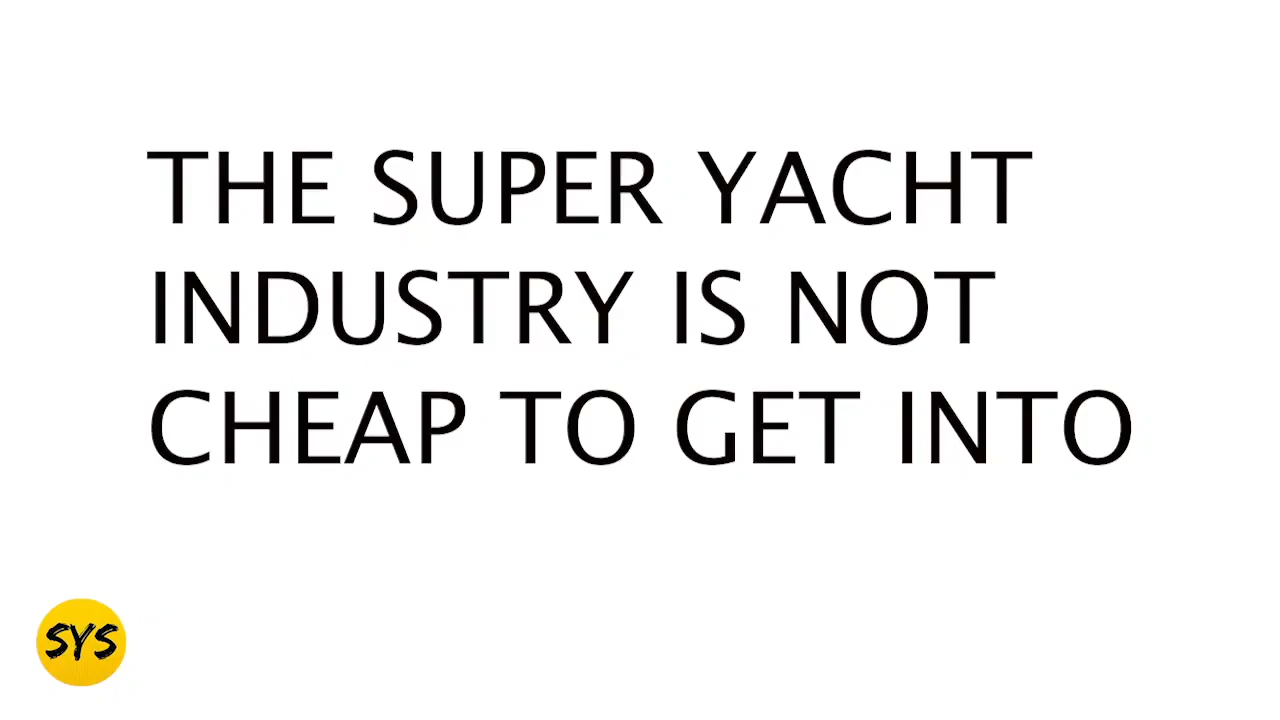 THE SUPER YACHT
INDUSTRY IS NOT
CHEAP TO GET INTO
SYS